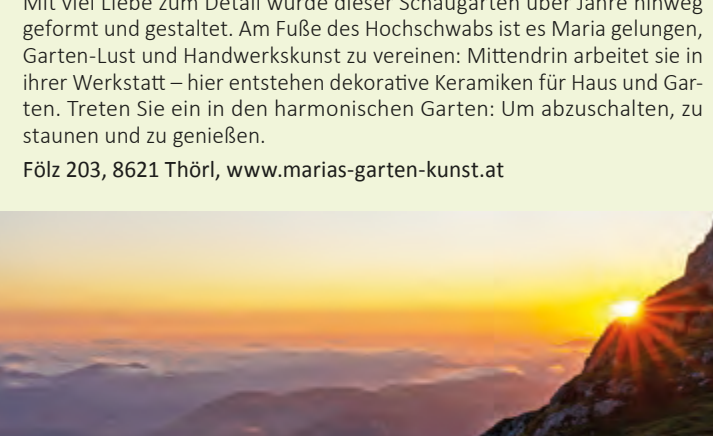 Mit viel Liebe zum Detail wurde dieser Schaugarten über Jahre hinweg
geformt und gestaltet. Am Fuße des Hochschwabs ist es Maria gelungen,
Garten-Lust und Handwerkskunst zu vereinen: Mittendrin arbeitet sie in
ihrer Werkstatt – hier entstehen dekorative Keramiken für Haus und Gar-
ten. Treten Sie ein in den harmonischen Garten: Um abzuschalten, zu
staunen und zu genießen.
Fölz 203, 8621 Thörl, www.marias-garten-kunst.at